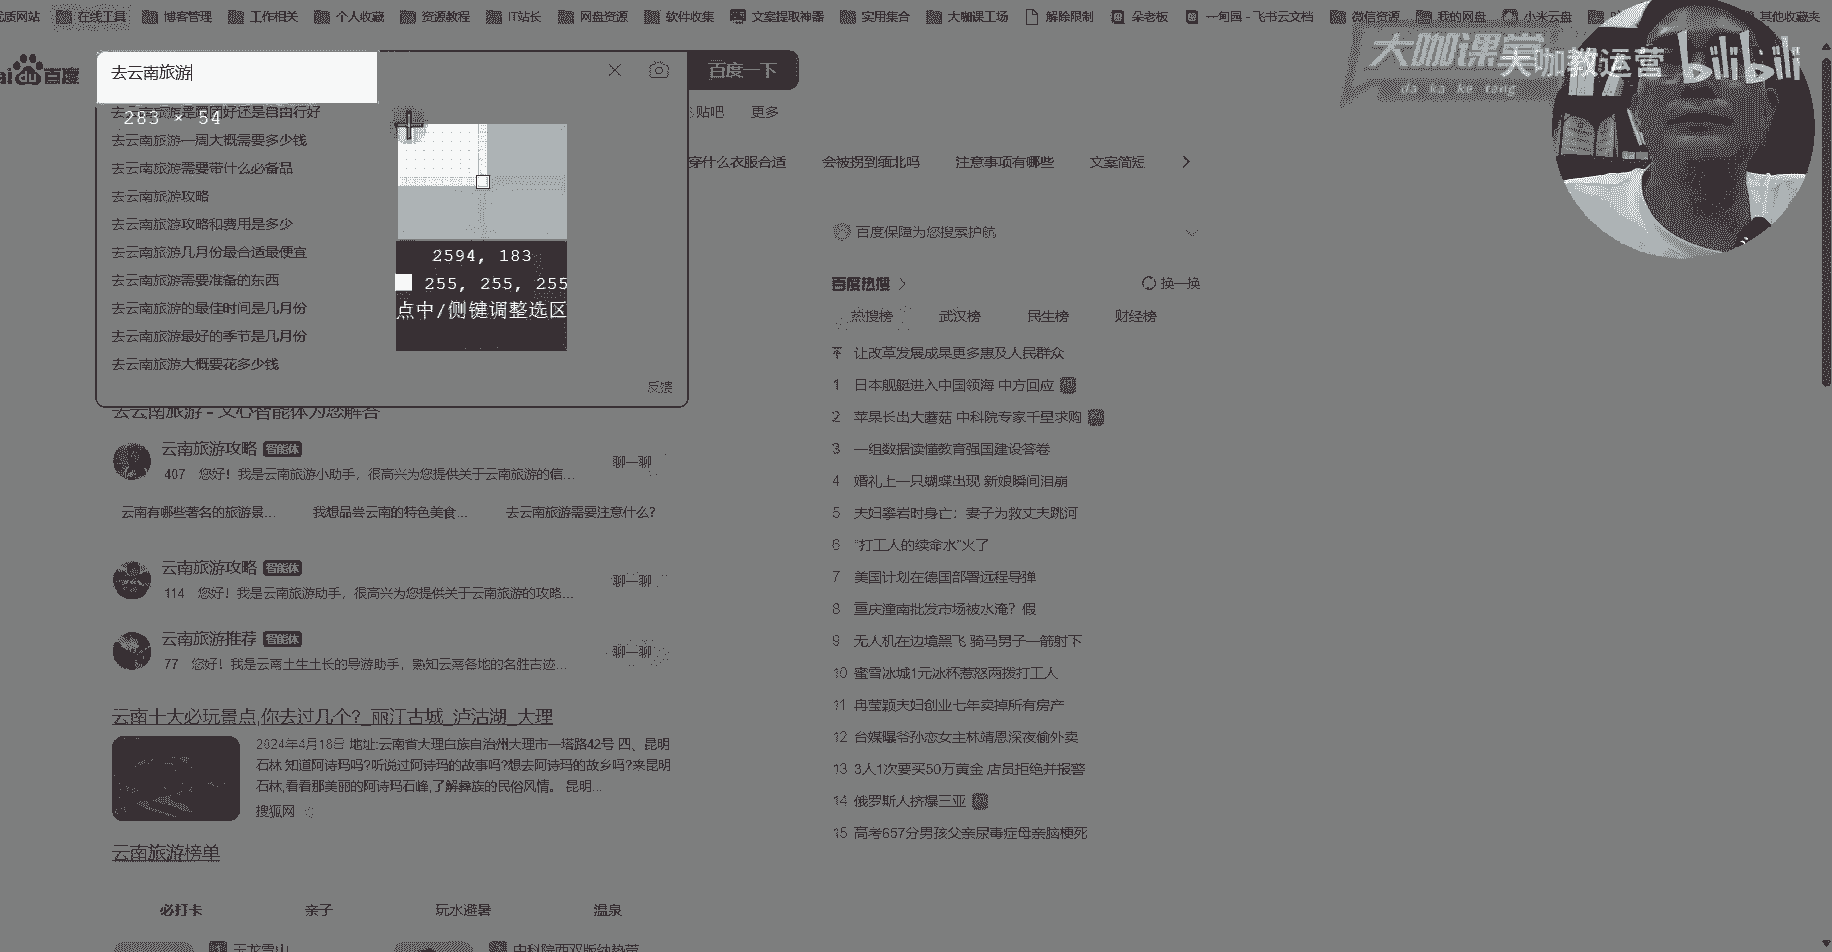 在线工具 博客管理 工作相关 个人收藏 资源教程 IT站长 网盘资源 软件收集 文案提取神器 实用集合 大咖课工场 解除限制 朵老板 一甸国 - 飞书云文档 微信资源 我的网盘 小米云盘 其他收藏夹
大咖课堂
da ka ke tang
大咖教运营 bilibili
百度
去云南旅游
百度一下
283 × 54
去云南旅游是跟团好还是自由行好
贴吧 更多
去云南旅游一周大概需要多少钱
去云南旅游需要带什么必备品
穿什么衣服合适 会被拐到缅北吗 注意事项有哪些 文案简短
去云南旅游攻略
去云南旅游攻略和费用是多少
去云南旅游几月份最合适最便宜
去云南旅游需要准备的东西
去云南旅游的最佳时间是几月份
去云南旅游最好的季节是几月份
去云南旅游大概要花多少钱
反馈
2594, 183
255, 255, 255
点中/侧键调整选区
去云南旅游 - 文心智能体为您解答
云南旅游攻略 智能体
407 您好！我是云南旅游小助手，很高兴为您提供关于云南旅游的信...
聊一聊
云南有哪些著名的旅游景... 我想品尝云南的特色美食... 去云南旅游需要注意什么?
云南旅游攻略 智能体
114 您好！我是云南旅游助手，很高兴为您提供关于云南旅游的攻略...
聊一聊
云南旅游推荐 智能体
77 您好！我是云南土生土长的导游助手，熟知云南各地的名胜古迹...
聊一聊
云南十大必玩景点,你去过几个?_丽江古城_泸沽湖_大理
2024年4月18日 地址:云南省大理白族自治州大理市一塔路42号 四、昆明
石林 知道阿诗玛吗?听说过阿诗玛的故事吗?想去阿诗玛的故乡吗?来昆明
石林,看看那美丽的阿诗玛石峰,了解彝族的民俗风情。 昆明...
搜狐网
云南旅游榜单
必打卡 亲子 玩水避暑 温泉
百度保障为您搜索护航
百度热搜
换一换
热搜榜 武汉榜 民生榜 财经榜
让改革发展成果更多惠及人民群众
1 日本舰艇进入中国领海 中方回应
2 苹果长出大蘑菇 中科院专家千星求购
3 一组数据读懂教育强国建设答卷
4 婚礼上一只蝴蝶出现 新娘瞬间泪崩
5 夫妇攀岩时身亡：妻子为救丈夫跳河
6 “打工人的续命水”火了
7 美国计划在德国部署远程导弹
8 重庆潼南批发市场被水淹？假
9 无人机在边境黑飞 骑马男子一箭射下
10 蜜雪冰城1元冰杯惹怒两拨打工人
11 冉莹颖夫妇创业七年卖掉所有房产
12 台媒曝爷孙恋女主林靖恩深夜偷外卖
13 3人1次要买50万黄金 店员拒绝并报警
14 俄罗斯人挤爆三亚
15 高考657分男孩父亲尿毒症母亲脑梗死